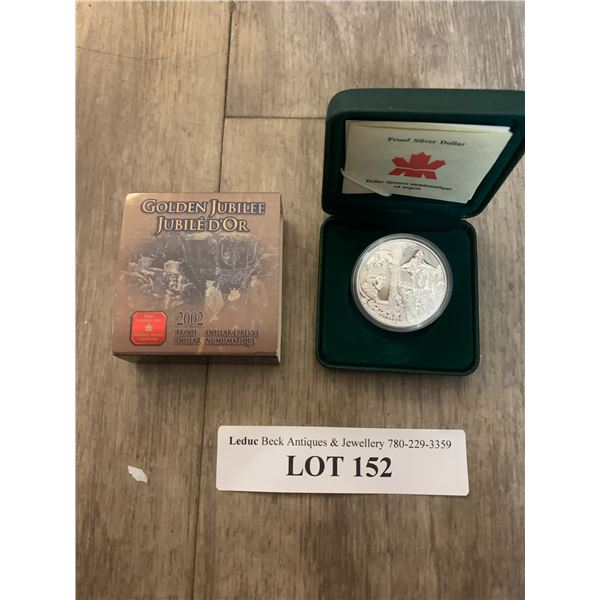 GOLDEN JUBILEE
JUBILÉ D'OR
2002
PROOF DOLLAR ÉPREUVE
DOLLAR NUMISMATIQUE
Proof Silver Dollar
Dollar épreuve numismatique
en argent
CANADA
Leduc Beck Antiques & Jewellery 780-229-3359
LOT 152